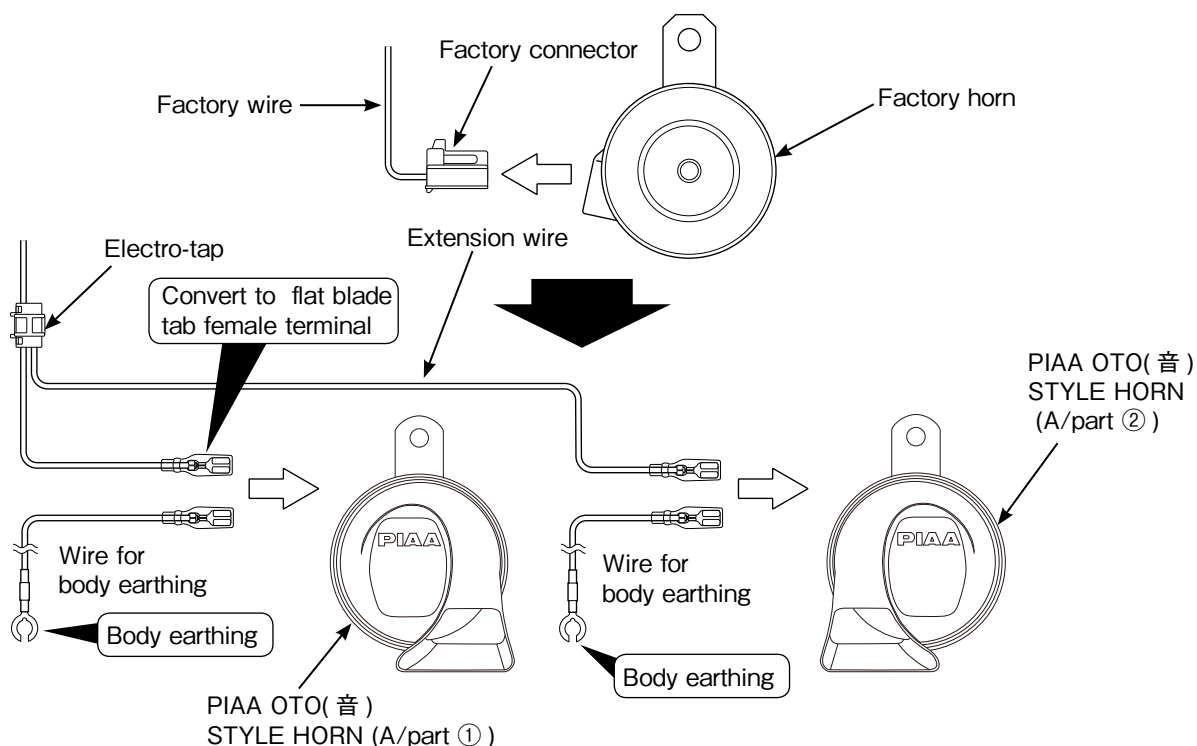 Factory connector
Factory wire
Factory horn
Electro-tap
Extension wire
Convert to flat blade
tab female terminal
PIAA OTO( 音 )
STYLE HORN
(A/part ② )
PIAA
PIAA
Wire for
body earthing
Wire for
body earthing
Body earthing
Body earthing
PIAA OTO( 音 )
STYLE HORN (A/part ① )